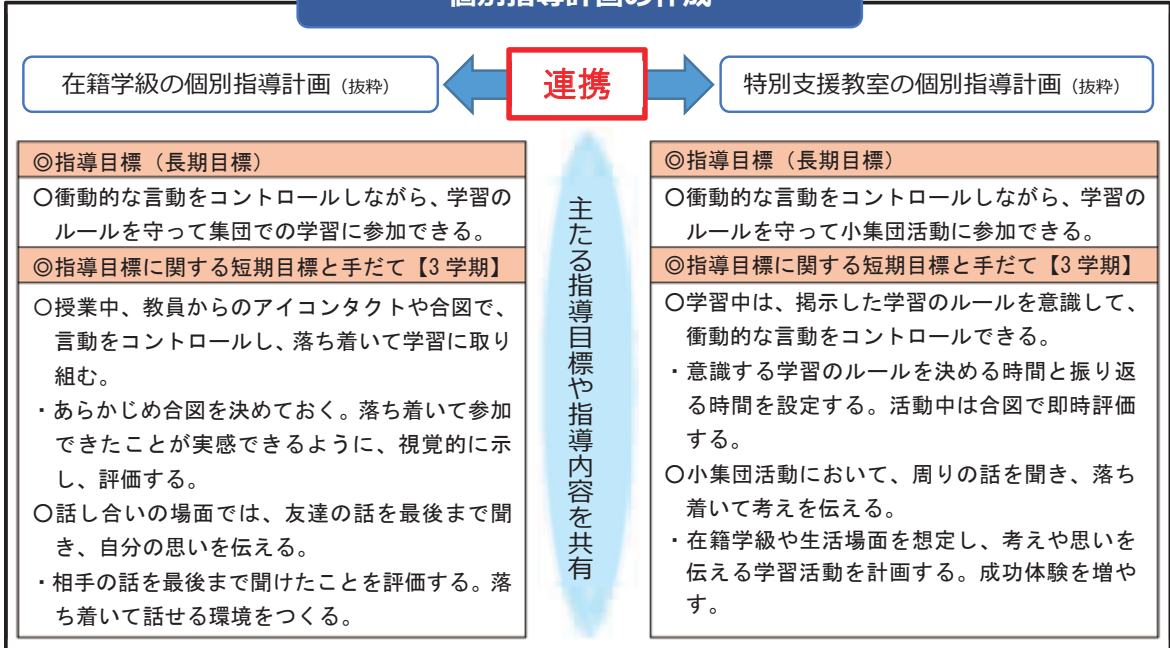 個別指導計画の作成
在籍学級の個別指導計画（抜粋）
連携
特別支援教室の個別指導計画（抜粋）
◎指導目標（長期目標）
○衝動的な言動をコントロールしながら、学習の
ルールを守って集団での学習に参加できる。
◎指導目標に関する短期目標と手だて【3学期】
○授業中、教員からのアイコンタクトや合図で、
言動をコントロールし、落ち着いて学習に取り
組む。
・あらかじめ合図を決めておく。落ち着いて参加
できたことが実感できるように、視覚的に示
し、評価する。
○話し合いの場面では、友達の話を最後まで聞
き、自分の思いを伝える。
・相手の話を最後まで聞けたことを評価する。落
ち着いて話せる環境をつくる。
主たる指導目標や指導内容を共有
◎指導目標（長期目標）
○衝動的な言動をコントロールしながら、学習の
ルールを守って小集団活動に参加できる。
◎指導目標に関する短期目標と手だて【3学期】
○学習中は、掲示した学習のルールを意識して、
衝動的な言動をコントロールできる。
・意識する学習のルールを決める時間と振り返
る時間を設定する。活動中は合図で即時評価
する。
○小集団活動において、周りの話を聞き、落ち
着いて考えを伝える。
・在籍学級や生活場面を想定し、考えや思いを
伝える学習活動を計画する。成功体験を増や
す。